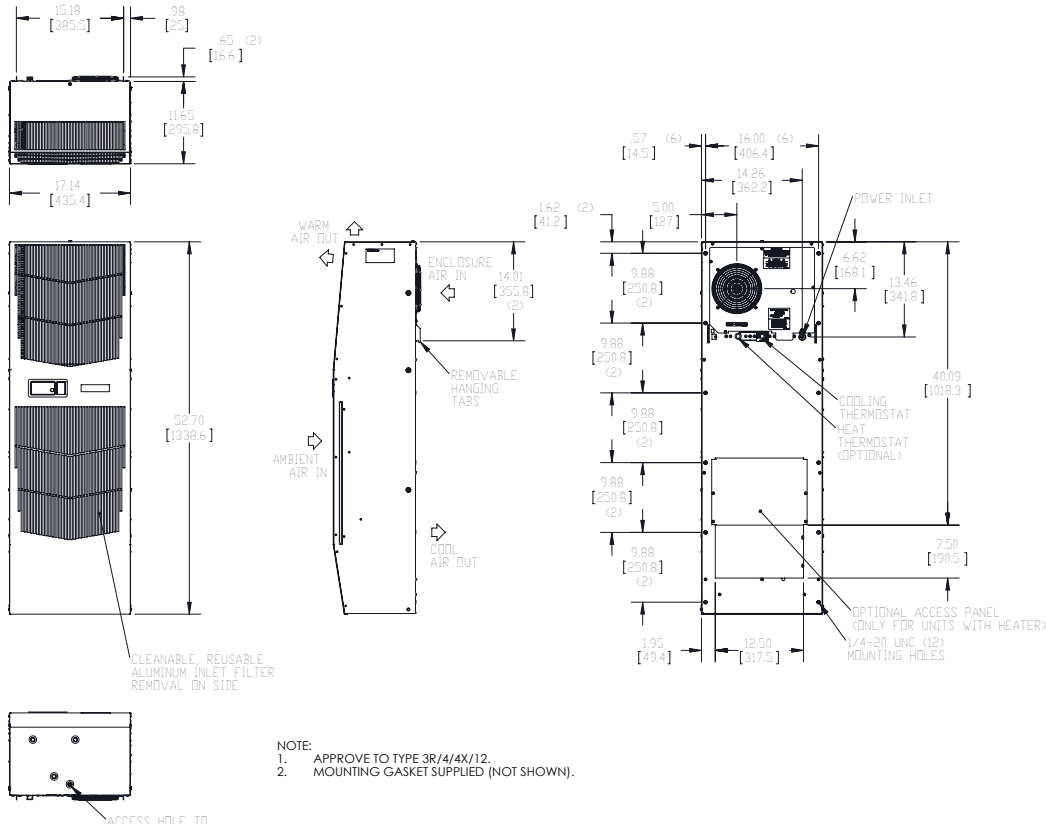 15.18
[385.5]
.98
[25]
.65 (2)
[16.6]
11.65
[295.8]
17.14
[435.4]
52.70
[1338.6]
CLEANABLE, REUSABLE
ALUMINUM INLET FILTER
REMOVAL ON SIDE
WARM
AIR OUT
ENCLOSURE
AIR IN
14.01
[355.8]
(2)
REMOVABLE
HANGING
TABS
AMBIENT
AIR IN
COOL
AIR OUT
.57 (6)
[14.5]
16.00 (6)
[406.4]
14.26
[362.2]
1.62 (2)
[41.2]
5.00
[127]
POWER INLET
9.88
[250.8]
(2)
6.62
[168.1]
13.46
[341.8]
9.88
[250.8]
(2)
40.09
[1018.3]
COOLING
THERMOSTAT
HEAT
THERMOSTAT
(OPTIONAL)
9.88
[250.8]
(2)
9.88
[250.8]
(2)
9.88
[250.8]
(2)
7.50
[190.5]
OPTIONAL ACCESS PANEL
(ONLY FOR UNITS WITH HEATER)
1/4-20 UNC (12)
MOUNTING HOLES
1.95
[49.4]
12.50
[317.5]
NOTE:
1. APPROVE TO TYPE 3R/4/4X/12.
2. MOUNTING GASKET SUPPLIED (NOT SHOWN).
ACCESS HOLE TO